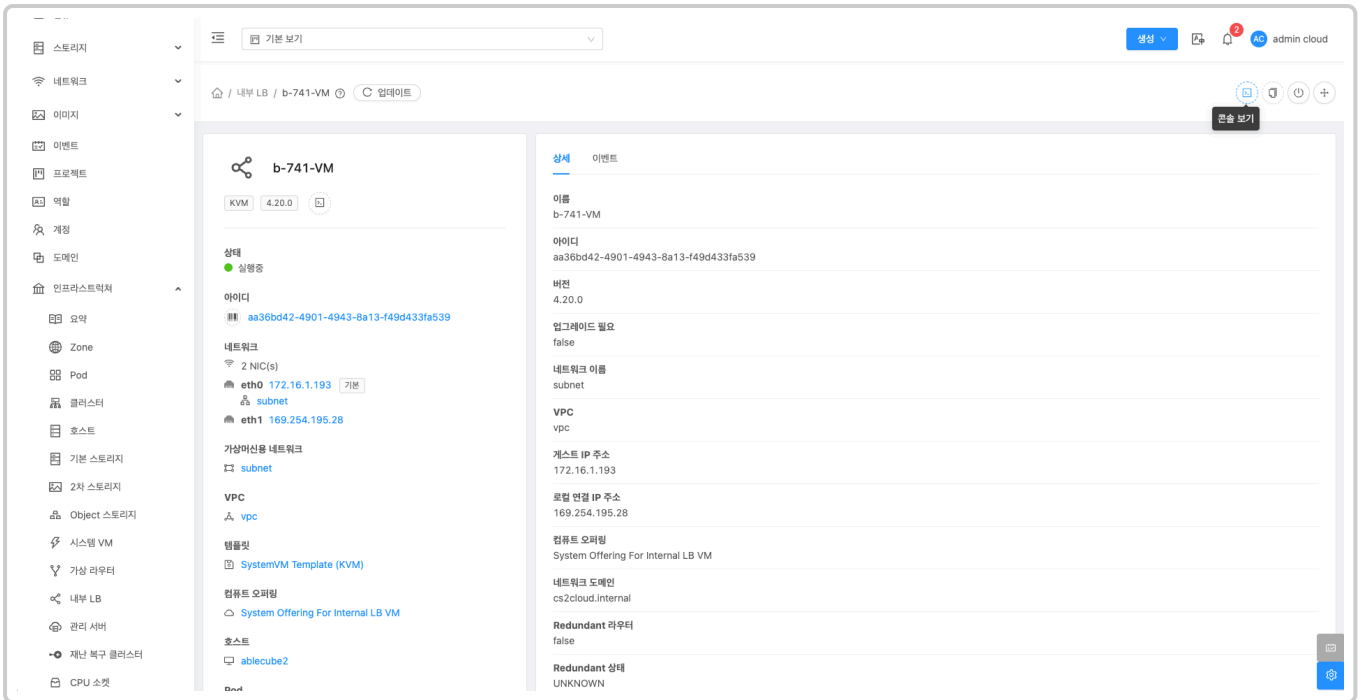 스토리지
네트워크
이미지
이벤트
프로젝트
역할
계정
도메인
인프라스트럭쳐
요약
Zone
Pod
클러스터
호스트
기본 스토리지
2차 스토리지
Object 스토리지
시스템 VM
가상 라우터
내부 LB
관리 서버
재난 복구 클러스터
CPU 소켓
기본 보기
생성
2
AC admin cloud
/ 내부 LB / b-741-VM 업데이트
콘솔 보기
b-741-VM
KVM 4.20.0
상태
실행중
아이디
aa36bd42-4901-4943-8a13-f49d433fa539
네트워크
2 NIC(s)
eth0 172.16.1.193 기본
subnet
eth1 169.254.195.28
가상머신용 네트워크
subnet
VPC
vpc
템플릿
SystemVM Template (KVM)
컴퓨트 오퍼링
System Offering For Internal LB VM
호스트
ablecube2
Pod
상세 이벤트
이름
b-741-VM
아이디
aa36bd42-4901-4943-8a13-f49d433fa539
버전
4.20.0
업그레이드 필요
false
네트워크 이름
subnet
VPC
vpc
게스트 IP 주소
172.16.1.193
로컬 연결 IP 주소
169.254.195.28
컴퓨트 오퍼링
System Offering For Internal LB VM
네트워크 도메인
cs2cloud.internal
Redundant 라우터
false
Redundant 상태
UNKNOWN